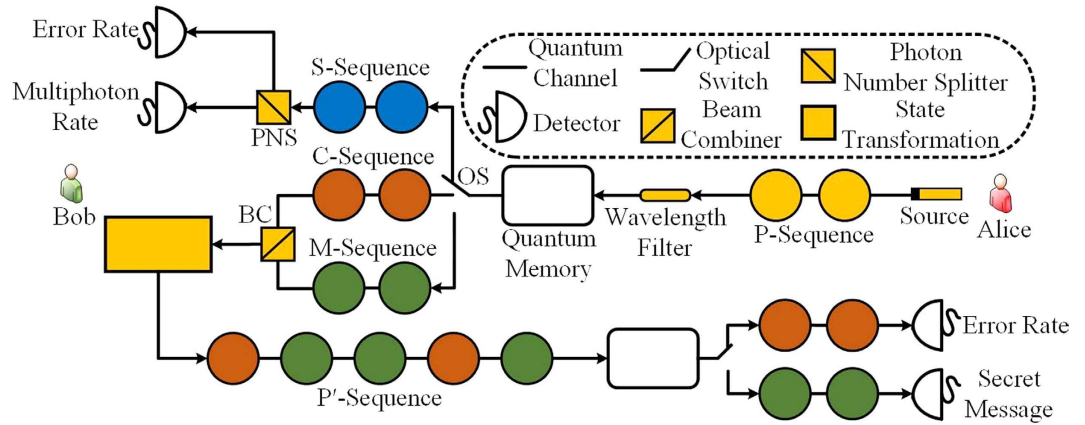 Error Rate
Multiphoton
Rate
S-Sequence
PNS
Quantum
Channel
Optical
Switch
Photon
Number Splitter
Detector
Beam
Combiner
State
Transformation
Bob
C-Sequence
BC
M-Sequence
OS
Quantum
Memory
Wavelength
Filter
P-Sequence
Source
Alice
P'-Sequence
Error Rate
Secret
Message